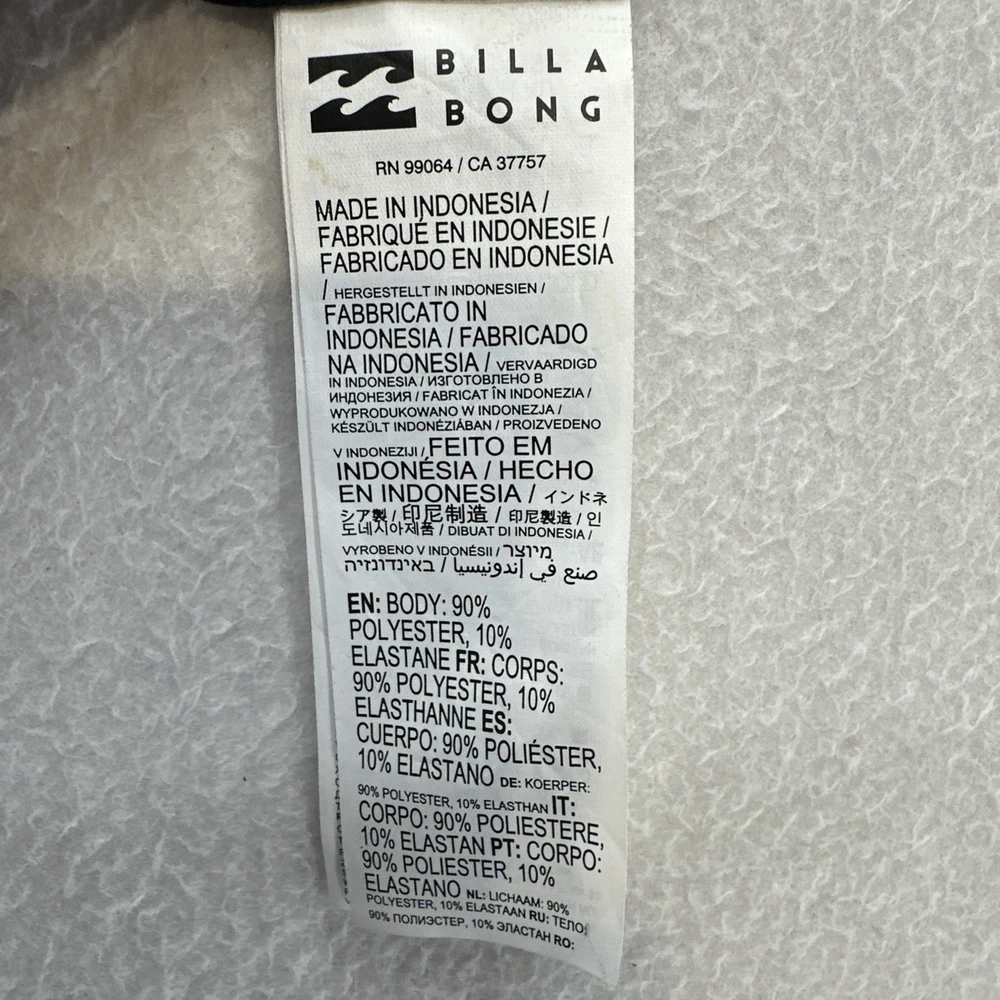 BILLA
BONG
RN 99064 / CA 37757
MADE IN INDONESIA /
FABRIQUÉ EN INDONESIE /
FABRICADO EN INDONESIA
/ HERGESTELLT IN INDONESIEN /
FABBRICATO IN
INDONESIA / FABRICADO
NA INDONESIA / VERVAARDIGD
IN INDONESIA / ИЗГОТОВЛЕНО В
ИНДОНЕЗИЯ / FABRICAT ÎN INDONEZIA /
WYPRODUKOWANO W INDONEZJA /
KÉSZÜLT INDONÉZIÁBAN / PROIZVEDENO
V INDONEZIJI / FEITO EM
INDONÉSIA / HECHO
EN INDONESIA / インドネ
シア製 / 印尼制造 / 印尼製造 / 인
도네시아제품 / DIBUAT DI INDONESIA /
VYROBENO V INDONÉSII / מיוצר
באינדונזיה / صنع في إندونيسيا
EN: BODY: 90%
POLYESTER, 10%
ELASTANE FR: CORPS:
90% POLYESTER, 10%
ELASTHANNE ES:
CUERPO: 90% POLIÉSTER,
10% ELASTANO DE: KOERPER:
90% POLYESTER, 10% ELASTHAN IT:
CORPO: 90% POLIESTERE,
10% ELASTAN PT: CORPO:
90% POLIESTER, 10%
ELASTANO NL: LICHAAM: 90%
POLYESTER, 10% ELASTAAN RU: ТЕЛО:
90% ПОЛИЭСТЕР, 10% ЭЛАСТАН RO: